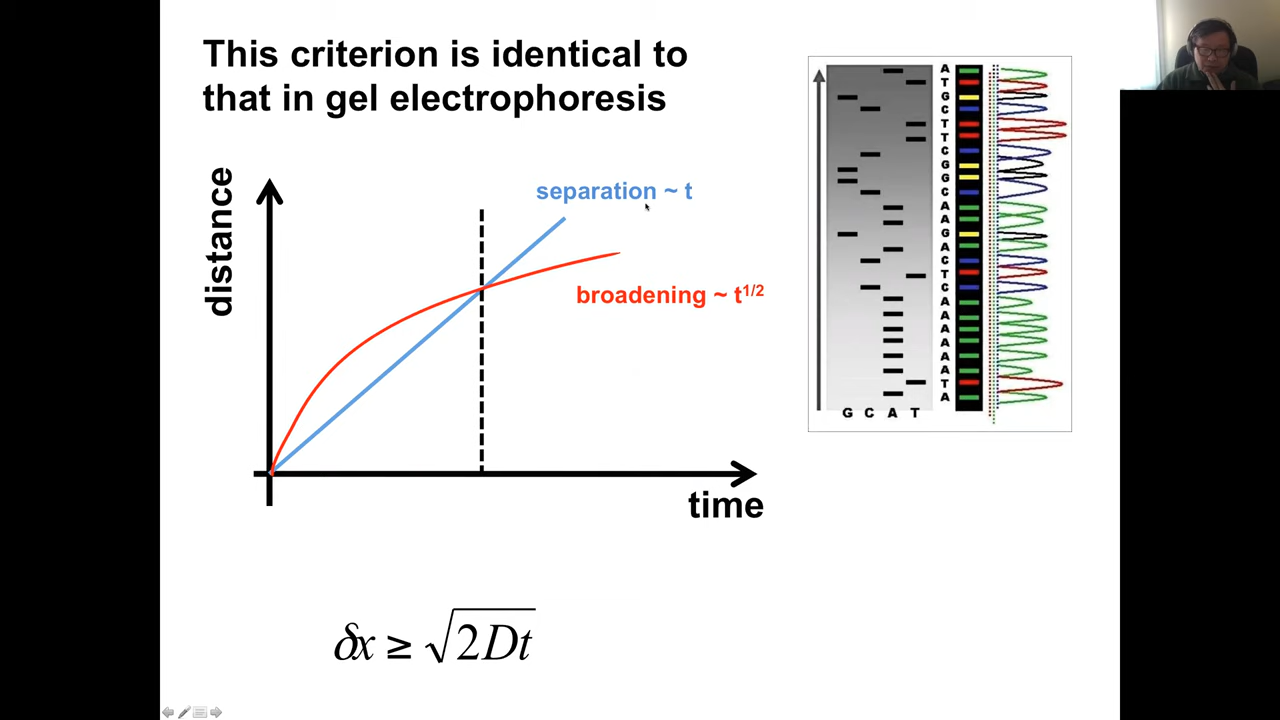 This criterion is identical to
that in gel electrophoresis
distance
separation ~ t
broadening ~ t1/2
time
δx ≥ √2Dt
A
T
G
C
T
T
C
G
G
C
A
A
G
A
C
T
C
A
A
A
A
A
A
T
A
G C A T